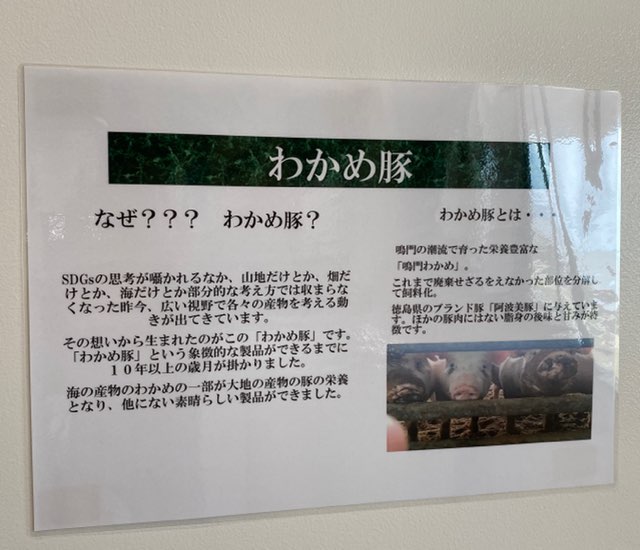 わかめ豚
なぜ？？？　わかめ豚？
SDGsの思考が囁かれるなか、山地だけとか、畑だ
けとか、海だけとか部分的な考え方では収まらな
くなった昨今、広い視野で各々の産物を考える動
きが出てきています。
その想いから生まれたのがこの「わかめ豚」です。
「わかめ豚」という象徴的な製品ができるまでに
１０年以上の歳月が掛かりました。
海の産物のわかめの一部が大地の産物の豚の栄養
となり、他にない素晴らしい製品ができました。
わかめ豚とは・・・
鳴門の潮流で育った栄養豊富な
「鳴門わかめ」。
これまで廃棄せざるをえなかった部位を分解し
て飼料化。
徳島県のブランド豚「阿波美豚」に与えていま
す。ほかの豚肉にはない脂身の後味と甘みが特
徴です。